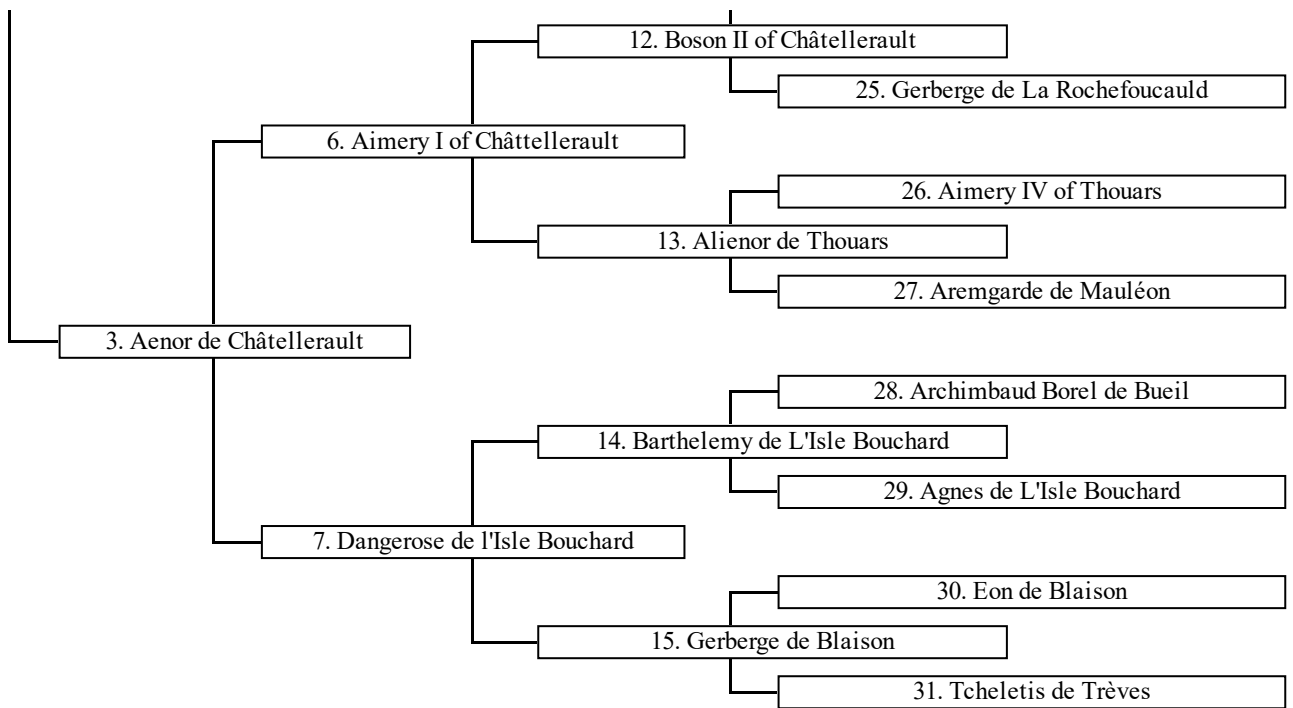 12. Boson II of Châtellerault
25. Gerberge de La Rochefoucauld
6. Aimery I of Châttellerault
26. Aimery IV of Thouars
13. Alienor de Thouars
27. Aremgarde de Mauléon
3. Aenor de Châtellerault
28. Archimbaud Borel de Bueil
14. Barthelemy de L'Isle Bouchard
29. Agnes de L'Isle Bouchard
7. Dangerose de l'Isle Bouchard
30. Eon de Blaison
15. Gerberge de Blaison
31. Tcheletis de Trèves